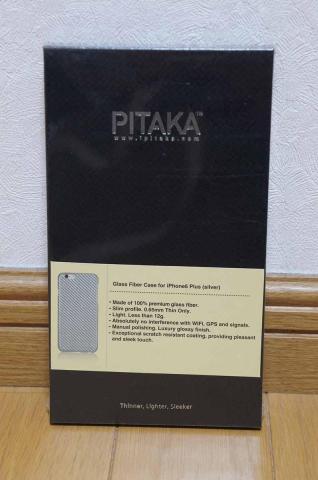 PITAKA™
www.ipitaka.com
Glass Fiber Case for iPhone6 Plus (silver)
- Made of 100% premium glass fiber.
- Slim profile. 0.65mm Thin Only.
- Light. Less than 12g.
- Absolutely no interference with WiFi, GPS and signals.
- Manual polishing. Luxury glossy finish.
- Exceptional scratch resistant coating, providing pleasant
and sleek touch.
Thinner, Lighter, Sleeker